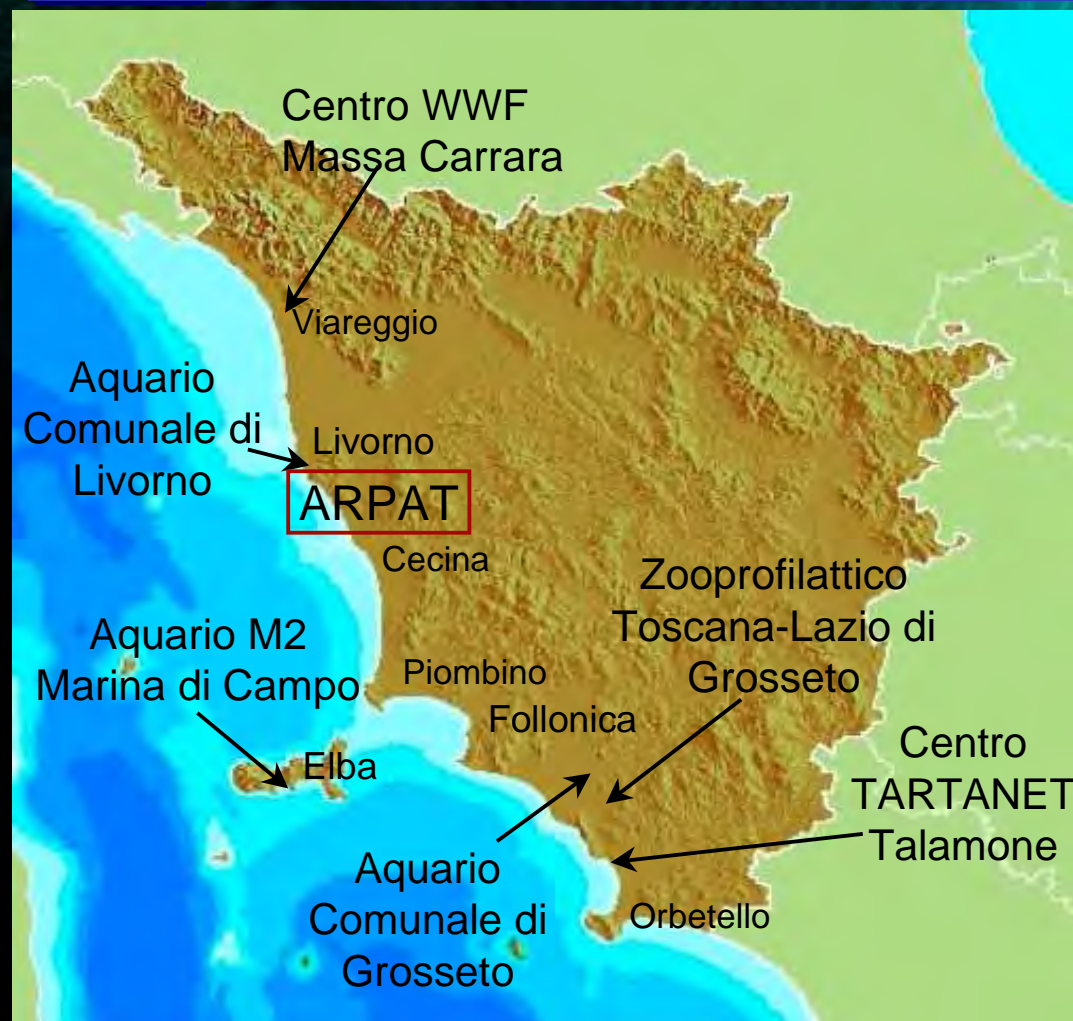 Centro WWF
Massa Carrara
Viareggio
Aquario
Comunale di
Livorno
Livorno
ARPAT
Cecina
Zooprofilattico
Toscana-Lazio di
Grosseto
Aquario M2
Marina di Campo
Piombino
Follonica
Elba
Centro
TARTANET
Talamone
Aquario
Comunale di
Grosseto
Orbetello